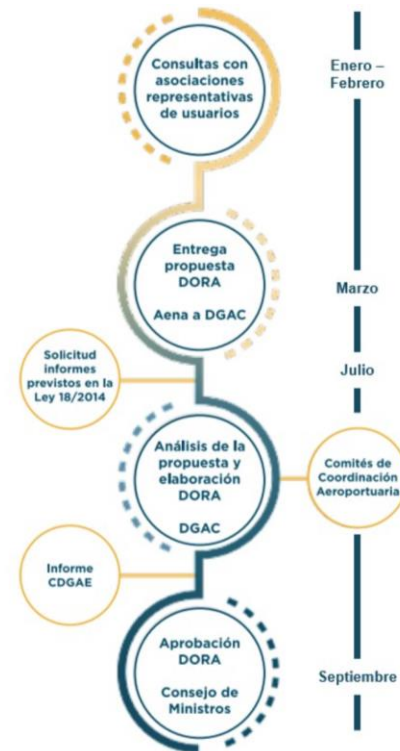 Consultas con
asociaciones
representativas
de usuarios
Enero –
Febrero
Entrega
propuesta
DORA
Aena a DGAC
Marzo
Solicitud
informes
previstos en la
Ley 18/2014
Julio
Análisis de la
propuesta y
elaboración
DORA
DGAC
Comités de
Coordinación
Aeroportuaria
Informe
CDGAE
Aprobación
DORA
Consejo de
Ministros
Septiembre